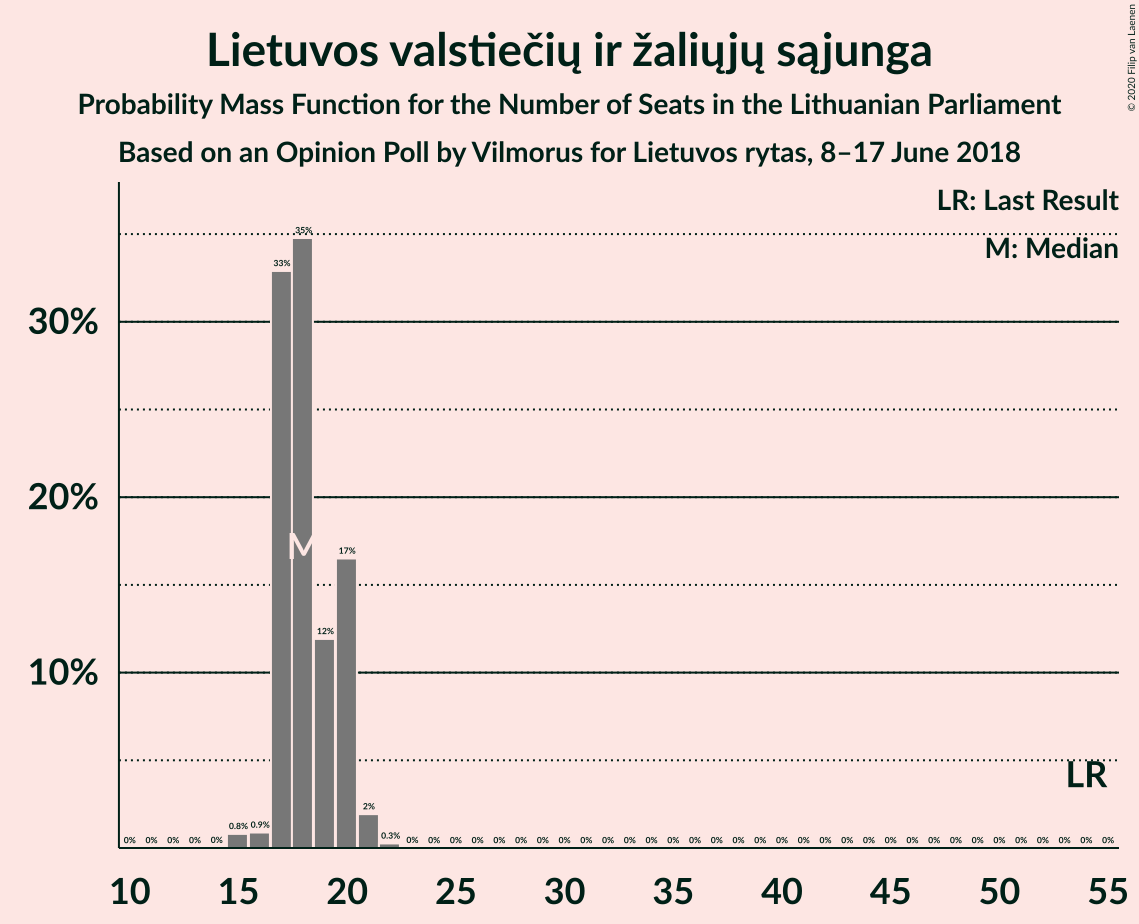 Lietuvos valstiečių ir žaliųjų sąjunga
Probability Mass Function for the Number of Seats in the Lithuanian Parliament
Based on an Opinion Poll by Vilmorus for Lietuvos rytas, 8–17 June 2018
© 2020 Filip van Laenen
LR: Last Result
M: Median
30%
20%
10%
0% 0% 0% 0% 0% 0.8% 0.9% 33% 35% 12% 17% 2% 0.3% 0% 0% 0% 0% 0% 0% 0% 0% 0% 0% 0% 0% 0% 0% 0% 0% 0% 0% 0% 0% 0% 0% 0% 0% 0% 0% 0% 0% 0% 0% 0% 0% 0%
M
LR
10 15 20 25 30 35 40 45 50 55